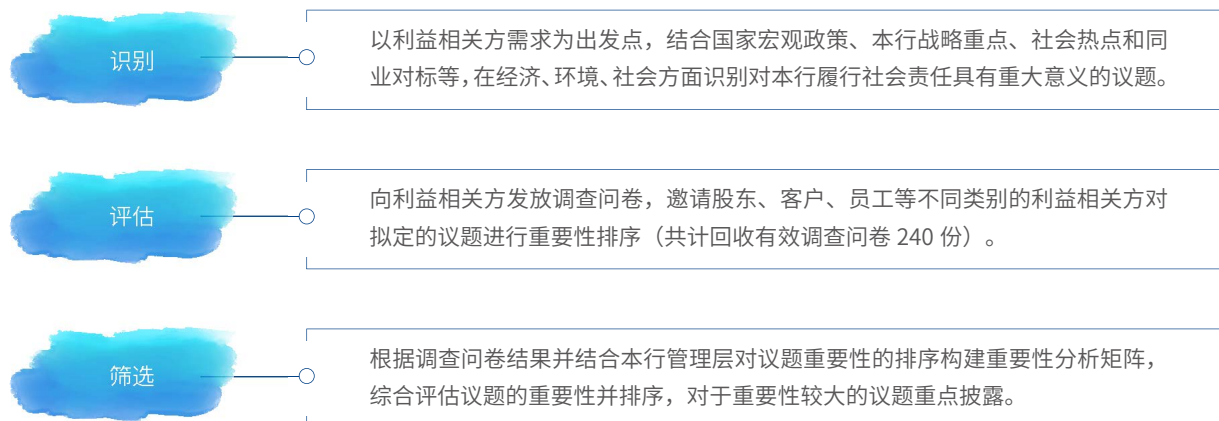 识别
以利益相关方需求为出发点，结合国家宏观政策、本行战略重点、社会热点和同
业对标等，在经济、环境、社会方面识别对本行履行社会责任具有重大意义的议题。
评估
向利益相关方发放调查问卷，邀请股东、客户、员工等不同类别的利益相关方对
拟定的议题进行重要性排序（共计回收有效调查问卷 240 份）。
筛选
根据调查问卷结果并结合本行管理层对议题重要性的排序构建重要性分析矩阵，
综合评估议题的重要性并排序，对于重要性较大的议题重点披露。